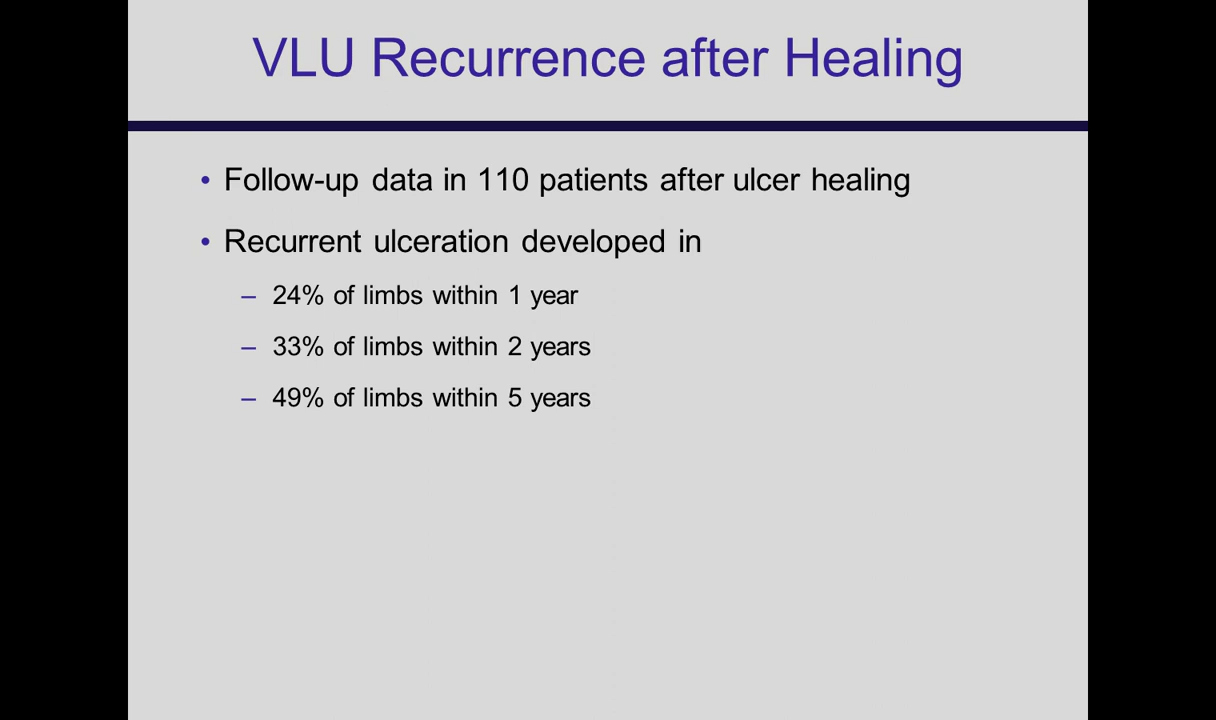 VLU Recurrence after Healing
• Follow-up data in 110 patients after ulcer healing
• Recurrent ulceration developed in
– 24% of limbs within 1 year
– 33% of limbs within 2 years
– 49% of limbs within 5 years